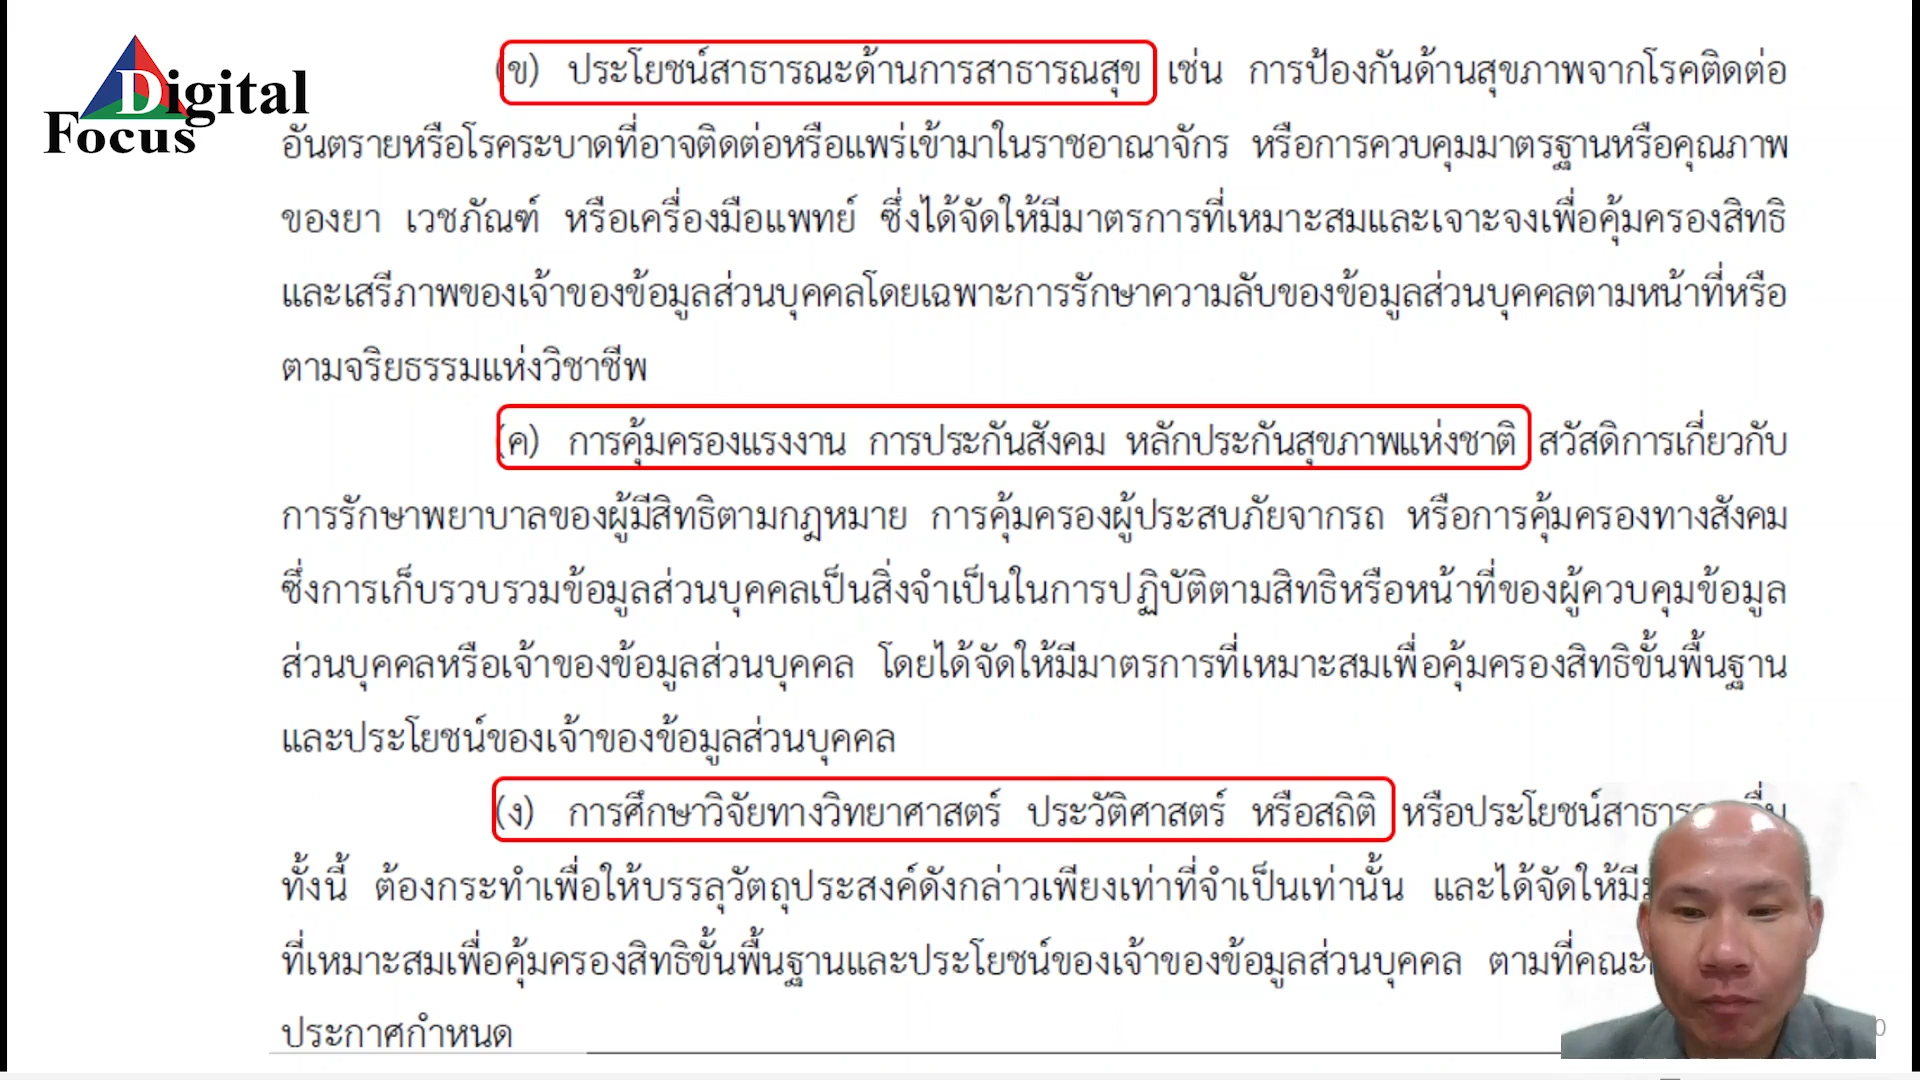 Digital
Focus
(ข) ประโยชน์สาธารณะด้านการสาธารณสุข เช่น การป้องกันด้านสุขภาพจากโรคติดต่อ
อันตรายหรือโรคระบาดที่อาจติดต่อหรือแพร่เข้ามาในราชอาณาจักร หรือการควบคุมมาตรฐานหรือคุณภาพ
ของยา เวชภัณฑ์ หรือเครื่องมือแพทย์ ซึ่งได้จัดให้มีมาตรการที่เหมาะสมและเจาะจงเพื่อคุ้มครองสิทธิ
และเสรีภาพของเจ้าของข้อมูลส่วนบุคคลโดยเฉพาะการรักษาความลับของข้อมูลส่วนบุคคลตามหน้าที่หรือ
ตามจริยธรรมแห่งวิชาชีพ
(ค) การคุ้มครองแรงงาน การประกันสังคม หลักประกันสุขภาพแห่งชาติ สวัสดิการเกี่ยวกับ
การรักษาพยาบาลของผู้มีสิทธิตามกฎหมาย การคุ้มครองผู้ประสบภัยจากรถ หรือการคุ้มครองทางสังคม
ซึ่งการเก็บรวบรวมข้อมูลส่วนบุคคลเป็นสิ่งจำเป็นในการปฏิบัติตามสิทธิหรือหน้าที่ของผู้ควบคุมข้อมูล
ส่วนบุคคลหรือเจ้าของข้อมูลส่วนบุคคล โดยได้จัดให้มีมาตรการที่เหมาะสมเพื่อคุ้มครองสิทธิขั้นพื้นฐาน
และประโยชน์ของเจ้าของข้อมูลส่วนบุคคล
(ง) การศึกษาวิจัยทางวิทยาศาสตร์ ประวัติศาสตร์ หรือสถิติ หรือประโยชน์
ทั้งนี้ ต้องกระทำเพื่อให้บรรลุวัตถุประสงค์ดังกล่าวเพียงเท่าที่จำเป็นเท่านั้น และได้จัดให้มี
ที่เหมาะสมเพื่อคุ้มครองสิทธิขั้นพื้นฐานและประโยชน์ของเจ้าของข้อมูลส่วนบุคคล ตามที่
ประกาศกำหนด